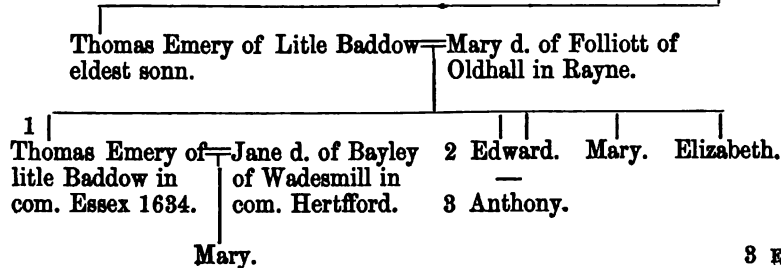 Thomas Emery of Litle Baddow=Mary d. of Folliott of
eldest sonn. Oldhall in Rayne.
1
Thomas Emery of=Jane d. of Bayley 2 Edward. Mary. Elizabeth.
litle Baddow in of Wadesmill in —
com. Essex 1634. com. Hertfford. 3 Anthony.
Mary. 3